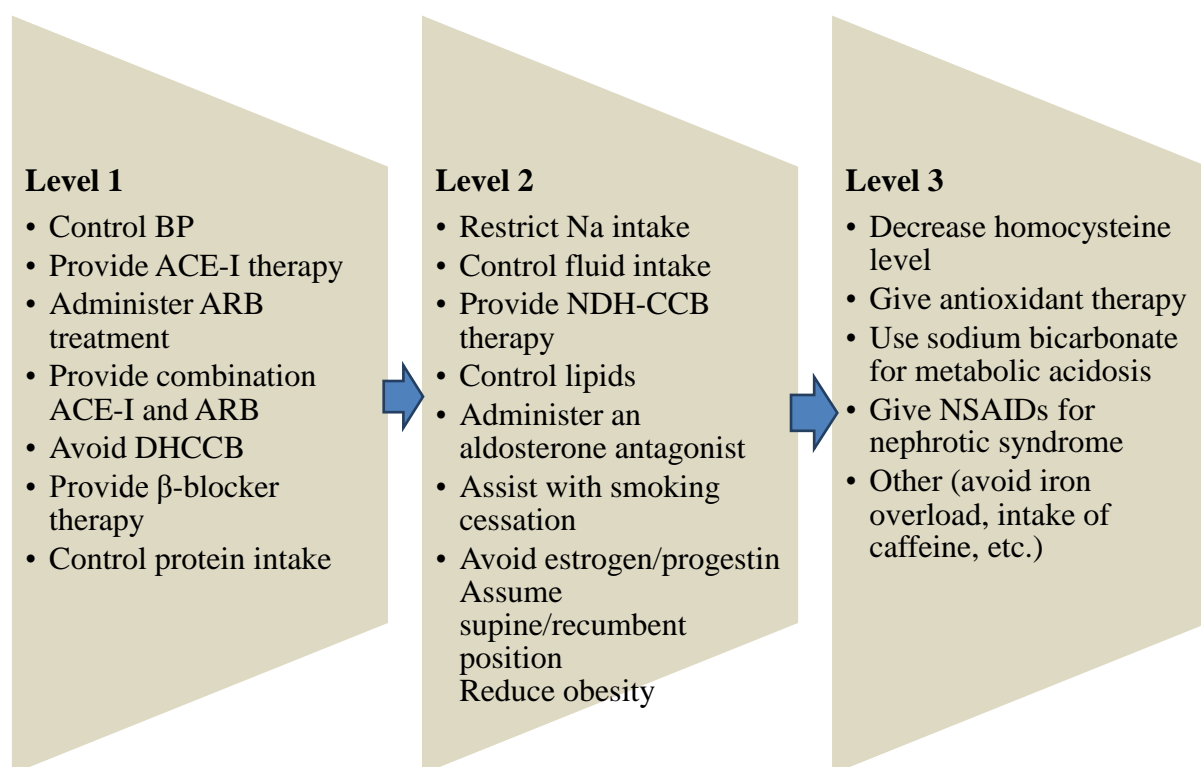 Level 1
• Control BP
• Provide ACE-I therapy
• Administer ARB
treatment
• Provide combination
ACE-I and ARB
• Avoid DHCCB
• Provide β-blocker
therapy
• Control protein intake
Level 2
• Restrict Na intake
• Control fluid intake
• Provide NDH-CCB
therapy
• Control lipids
• Administer an
aldosterone antagonist
• Assist with smoking
cessation
• Avoid estrogen/progestin
Assume
supine/recumbent
position
Reduce obesity
Level 3
• Decrease homocysteine
level
• Give antioxidant therapy
• Use sodium bicarbonate
for metabolic acidosis
• Give NSAIDs for
nephrotic syndrome
• Other (avoid iron
overload, intake of
caffeine, etc.)